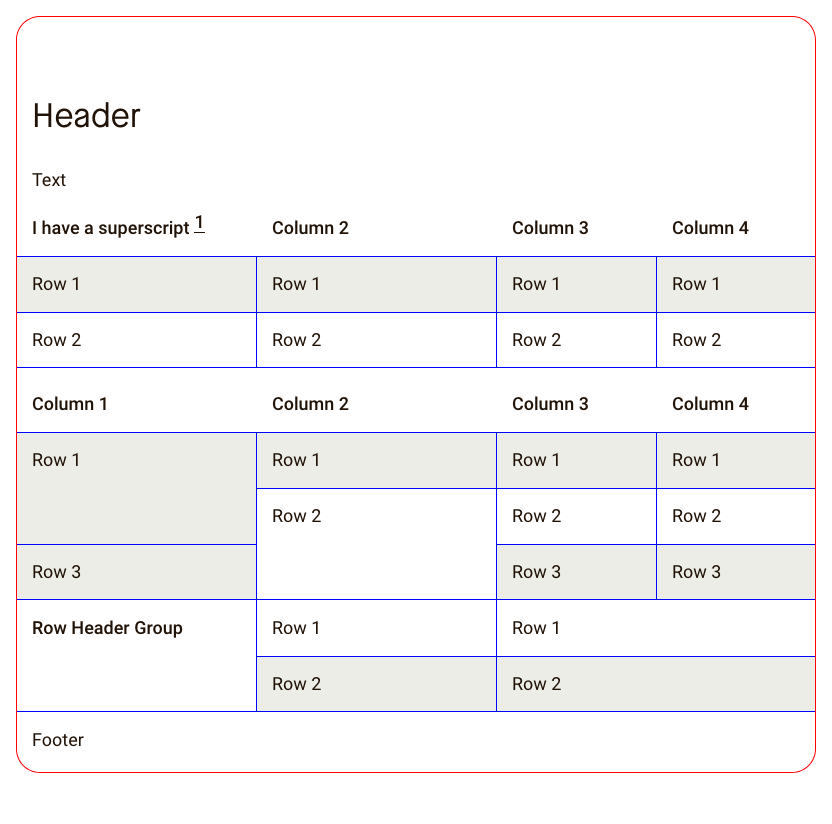 Header
Text
I have a superscript 1 Column 2 Column 3 Column 4
Row 1 Row 1 Row 1 Row 1
Row 2 Row 2 Row 2 Row 2
Column 1 Column 2 Column 3 Column 4
Row 1 Row 1 Row 1 Row 1
Row 2 Row 2 Row 2
Row 3 Row 3 Row 3
Row Header Group Row 1 Row 1
Row 2 Row 2
Footer